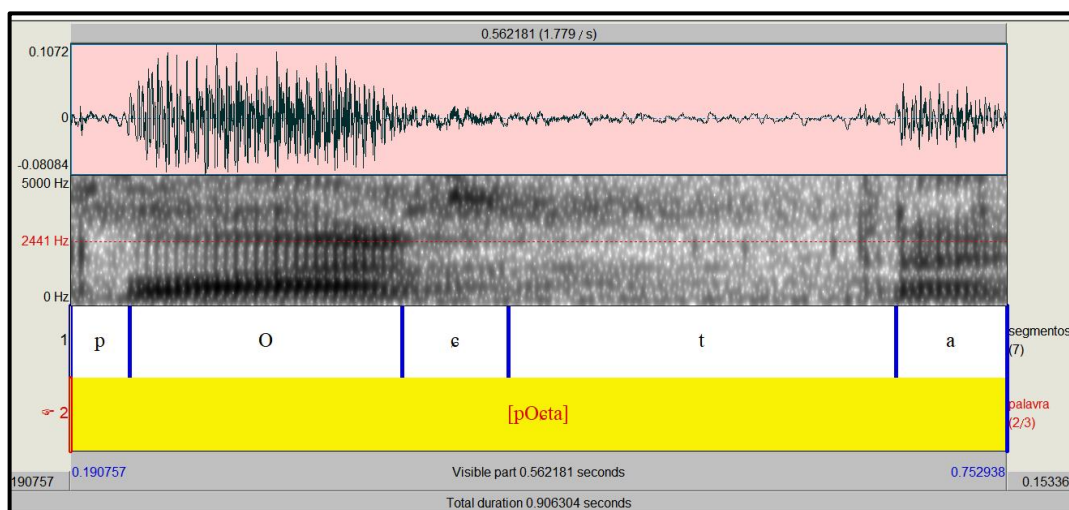 0.562181 (1.779 / s)
0.1072
0
-0.08084
5000 Hz
2441 Hz
0 Hz
1 p O ɕ t a segmentos
(7)
2 [pOɕta] palavra
(2/3)
0.190757 Visible part 0.562181 seconds 0.752938
190757 0.15336
Total duration 0.906304 seconds